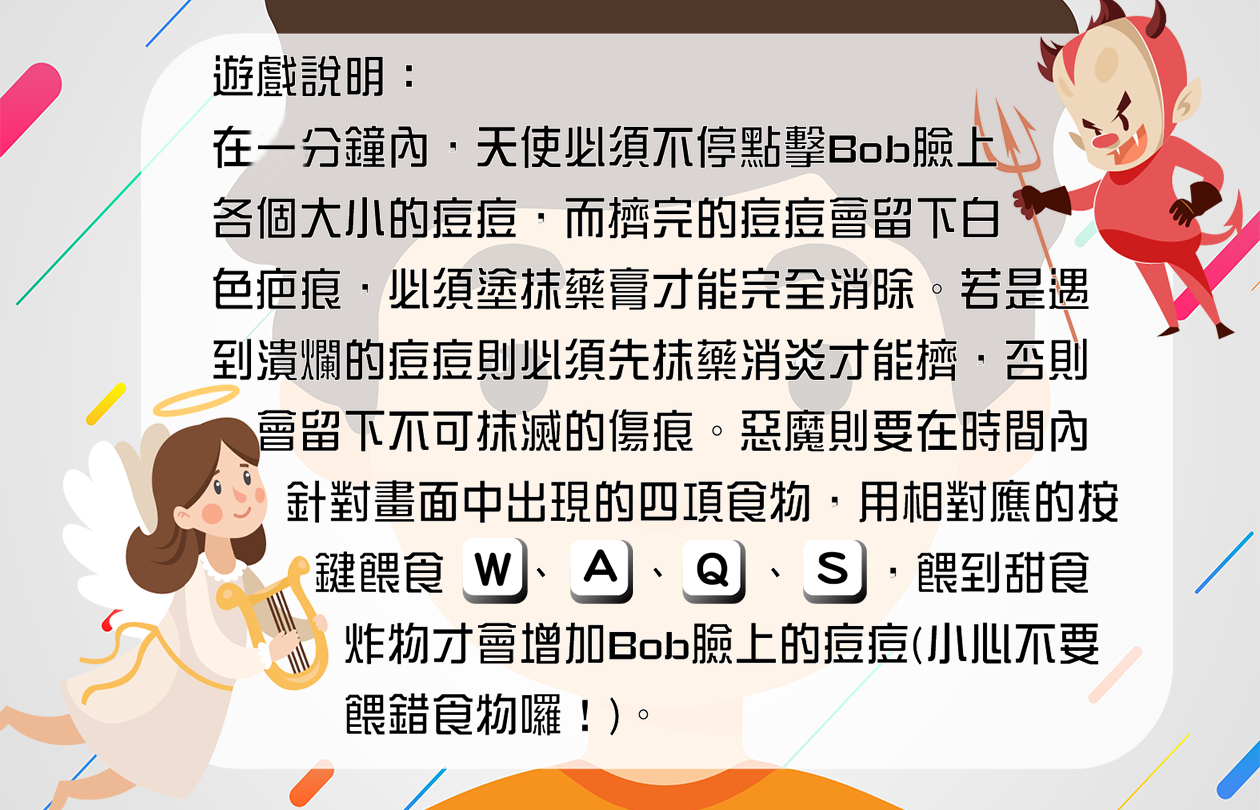 遊戲說明：
在一分鐘內，天使必須不停點擊Bob臉上
各個大小的痘痘，而擠完的痘痘會留下白
色疤痕，必須塗抹藥膏才能完全消除。若是遇
到潰爛的痘痘則必須先抹藥消炎才能擠，否則
會留下不可抹滅的傷痕。惡魔則要在時間內
針對畫面中出現的四項食物，用相對應的按
鍵餵食 W、A、Q、S，餵到甜食
炸物才會增加Bob臉上的痘痘(小心不要
餵錯食物囉！)。